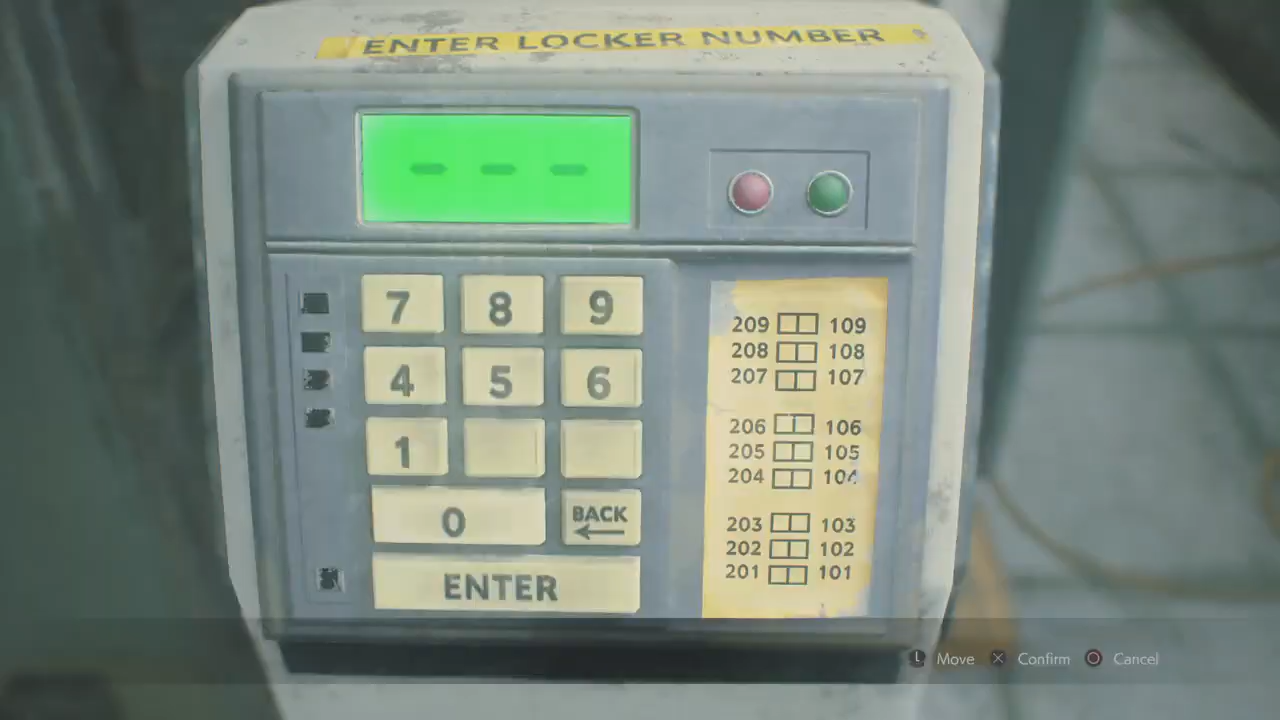 ENTER LOCKER NUMBER
- - -
7 8 9
4 5 6
1
0 BACK
ENTER
209 109
208 108
207 107
206 106
205 105
204 104
203 103
202 102
201 101
L Move X Confirm O Cancel